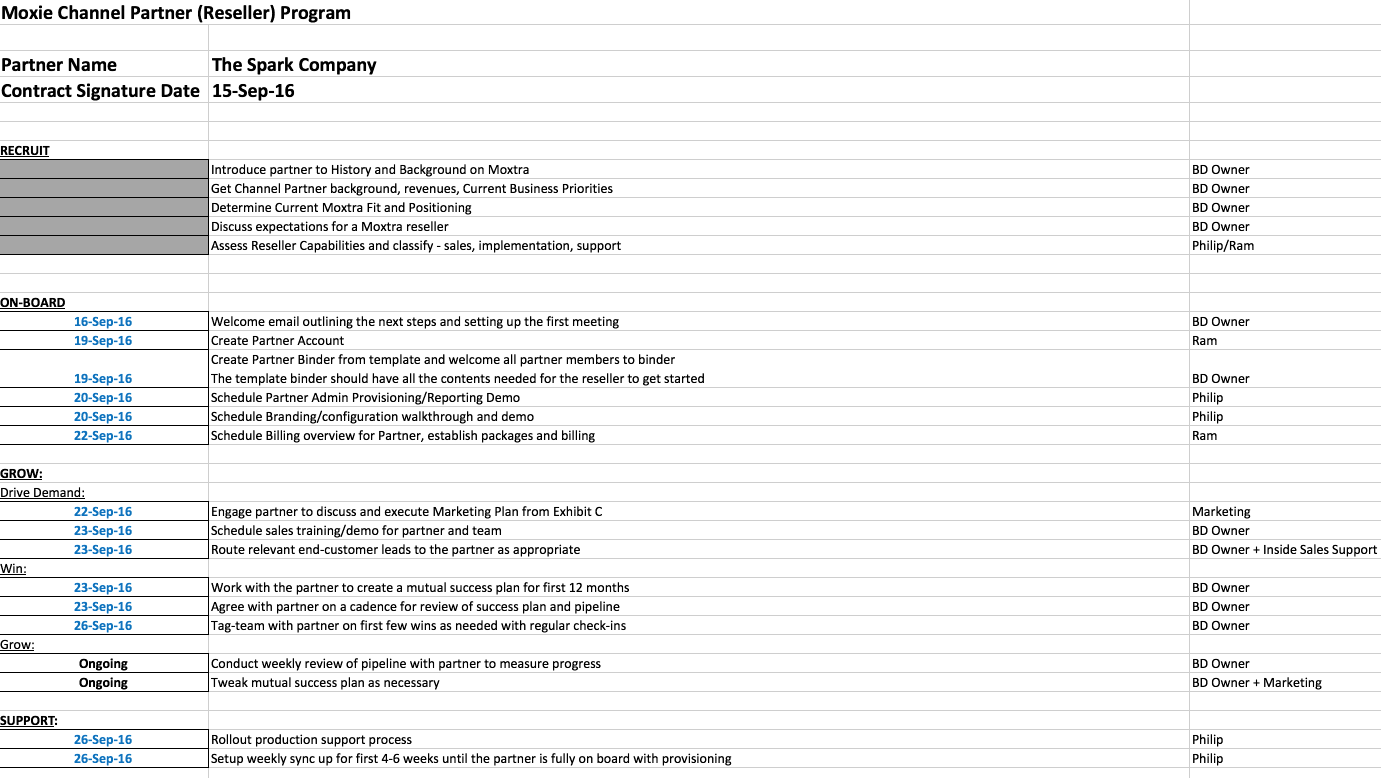 Moxie Channel Partner (Reseller) Program
Partner Name The Spark Company
Contract Signature Date 15-Sep-16
RECRUIT
Introduce partner to History and Background on Moxtra BD Owner
Get Channel Partner background, revenues, Current Business Priorities BD Owner
Determine Current Moxtra Fit and Positioning BD Owner
Discuss expectations for a Moxtra reseller BD Owner
Assess Reseller Capabilities and classify - sales, implementation, support Philip/Ram
ON-BOARD
16-Sep-16 Welcome email outlining the next steps and setting up the first meeting BD Owner
19-Sep-16 Create Partner Account Ram
Create Partner Binder from template and welcome all partner members to binder
19-Sep-16 The template binder should have all the contents needed for the reseller to get started BD Owner
20-Sep-16 Schedule Partner Admin Provisioning/Reporting Demo Philip
20-Sep-16 Schedule Branding/configuration walkthrough and demo Philip
22-Sep-16 Schedule Billing overview for Partner, establish packages and billing Ram
GROW:
Drive Demand:
22-Sep-16 Engage partner to discuss and execute Marketing Plan from Exhibit C Marketing
23-Sep-16 Schedule sales training/demo for partner and team BD Owner
23-Sep-16 Route relevant end-customer leads to the partner as appropriate BD Owner + Inside Sales Support
Win:
23-Sep-16 Work with the partner to create a mutual success plan for first 12 months BD Owner
23-Sep-16 Agree with partner on a cadence for review of success plan and pipeline BD Owner
26-Sep-16 Tag-team with partner on first few wins as needed with regular check-ins BD Owner
Grow:
Ongoing Conduct weekly review of pipeline with partner to measure progress BD Owner
Ongoing Tweak mutual success plan as necessary BD Owner + Marketing
SUPPORT:
26-Sep-16 Rollout production support process Philip
26-Sep-16 Setup weekly sync up for first 4-6 weeks until the partner is fully on board with provisioning Philip